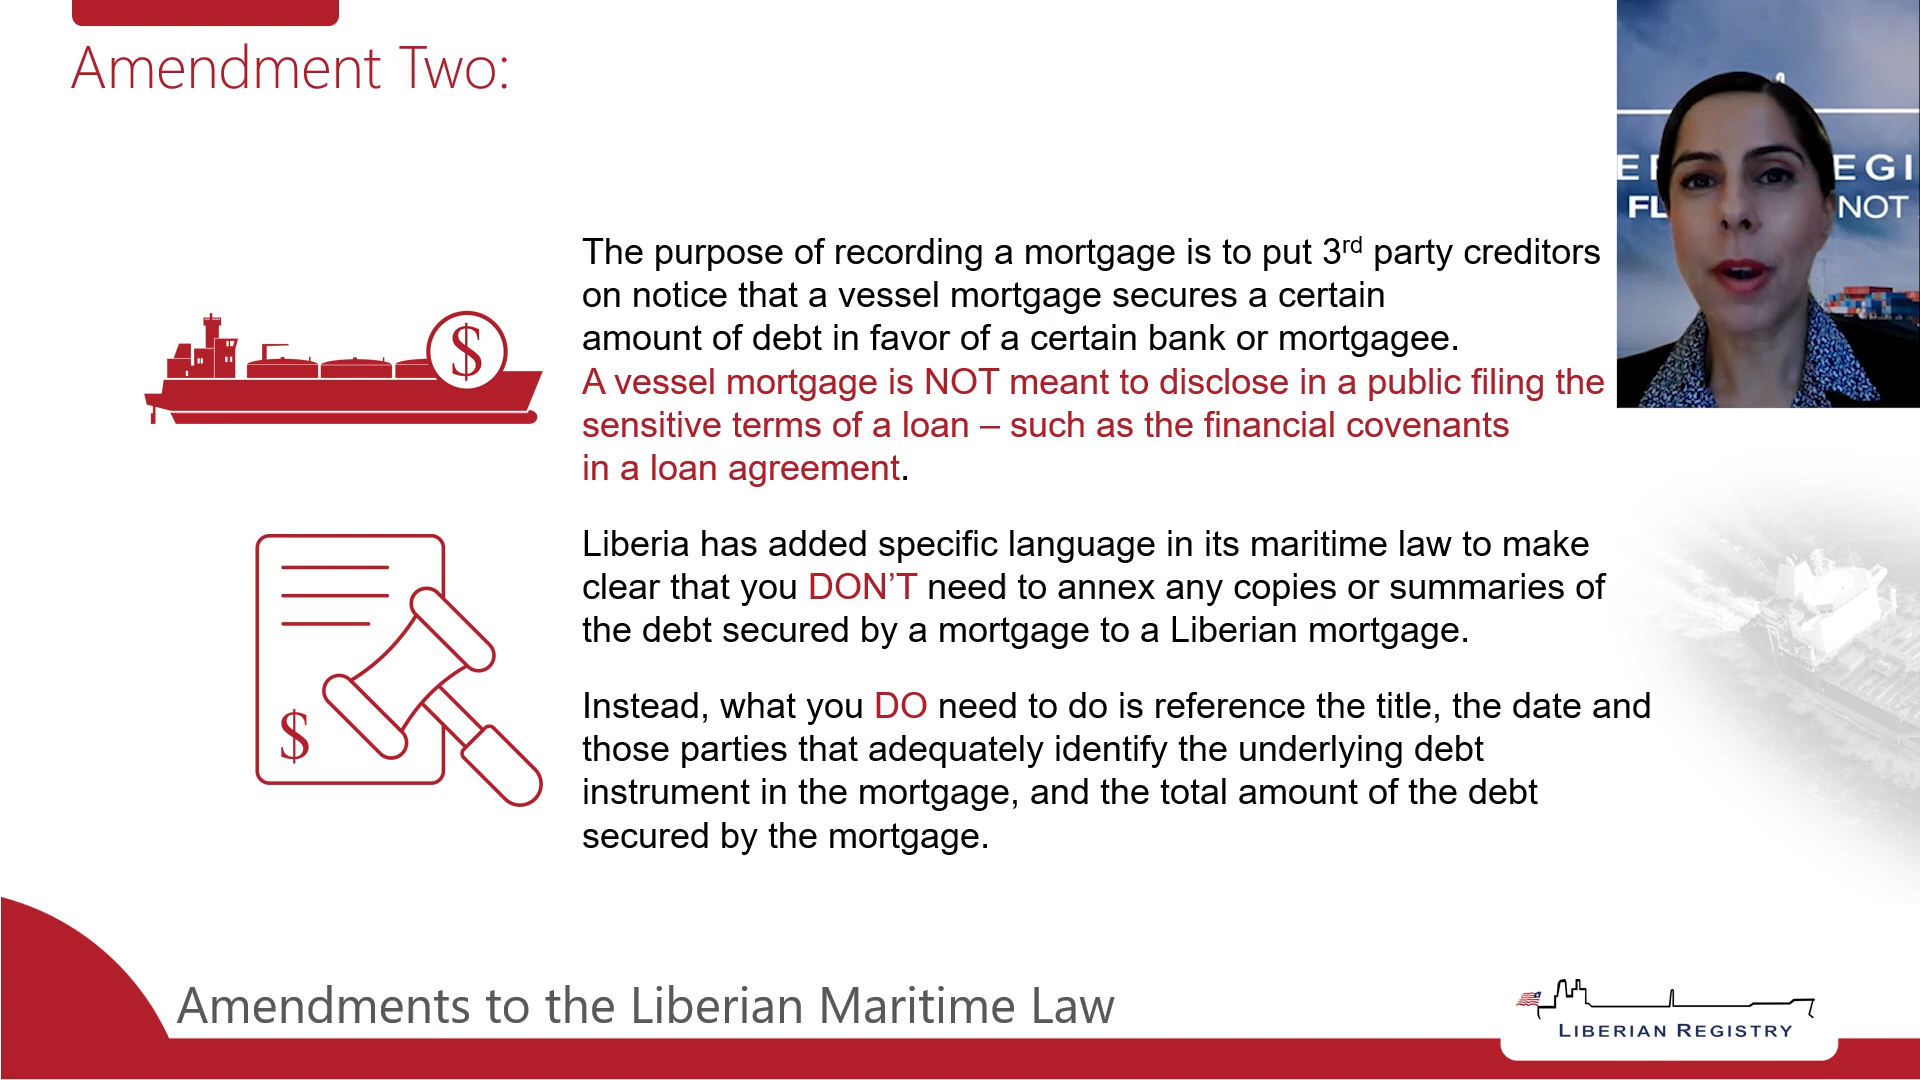 Amendment Two:
ER EGI
FL NOT
The purpose of recording a mortgage is to put 3rd party creditors
on notice that a vessel mortgage secures a certain
amount of debt in favor of a certain bank or mortgagee.
A vessel mortgage is NOT meant to disclose in a public filing the
sensitive terms of a loan – such as the financial covenants
in a loan agreement.
$
Liberia has added specific language in its maritime law to make
clear that you DON’T need to annex any copies or summaries of
the debt secured by a mortgage to a Liberian mortgage.
Instead, what you DO need to do is reference the title, the date and
those parties that adequately identify the underlying debt
instrument in the mortgage, and the total amount of the debt
secured by the mortgage.
$
Amendments to the Liberian Maritime Law
LIBERIAN REGISTRY